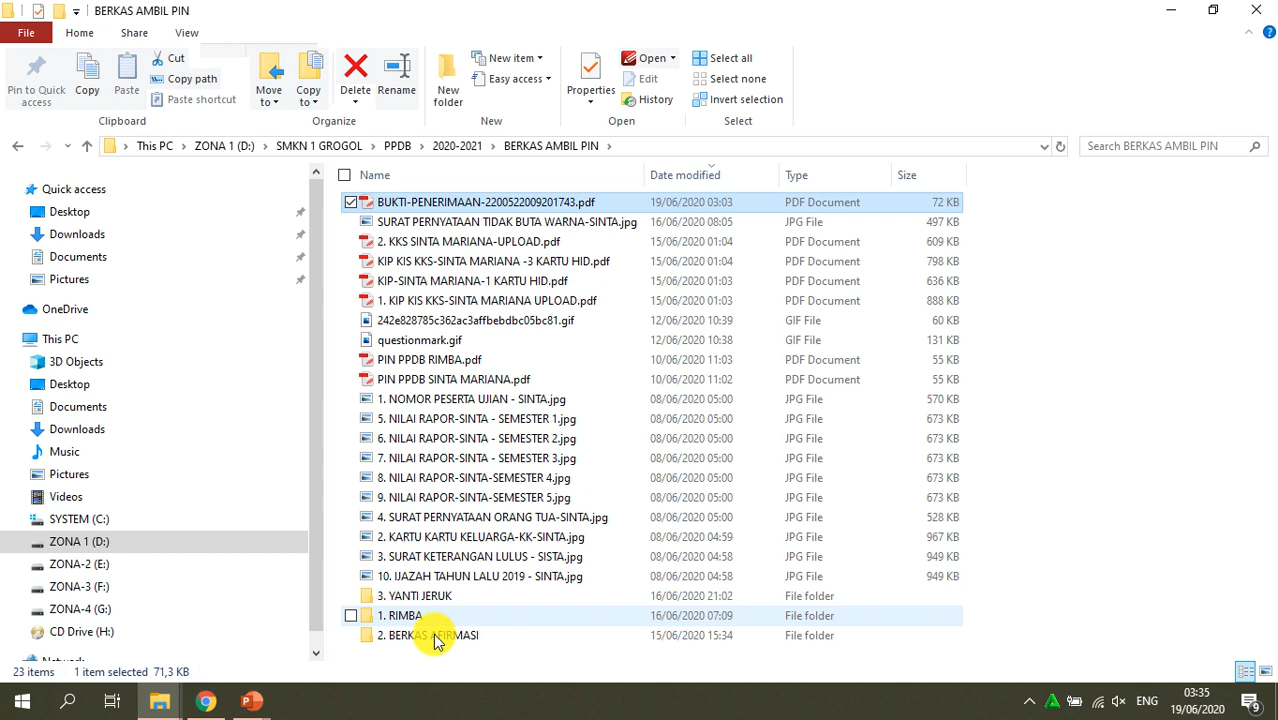 BERKAS AMBIL PIN
File Home Share View
Pin to Quick access
Copy
Paste
Cut
Copy path
Paste shortcut
Clipboard
Move to
Copy to
Delete
Rename
Organize
New folder
New item
Easy access
New
Properties
Open
Edit
History
Open
Select all
Select none
Invert selection
Select
This PC › ZONA 1 (D:) › SMKN 1 GROGOL › PPDB › 2020-2021 › BERKAS AMBIL PIN ›
Search BERKAS AMBIL PIN
Quick access
Desktop
Downloads
Documents
Pictures
OneDrive
This PC
3D Objects
Desktop
Documents
Downloads
Music
Pictures
Videos
SYSTEM (C:)
ZONA 1 (D:)
ZONA-2 (E:)
ZONA-3 (F:)
ZONA-4 (G:)
CD Drive (H:)
Network
Name Date modified Type Size
BUKTI-PENERIMAAN-2200522009201743.pdf 19/06/2020 03:03 PDF Document 72 KB
SURAT PERNYATAAN TIDAK BUTA WARNA-SINTA.jpg 16/06/2020 08:05 JPG File 497 KB
2. KKS SINTA MARIANA-UPLOAD.pdf 15/06/2020 01:04 PDF Document 609 KB
KIP KIS KKS-SINTA MARIANA -3 KARTU HID.pdf 15/06/2020 01:04 PDF Document 798 KB
KIP-SINTA MARIANA-1 KARTU HID.pdf 15/06/2020 01:03 PDF Document 636 KB
1. KIP KIS KKS-SINTA MARIANA UPLOAD.pdf 15/06/2020 01:03 PDF Document 888 KB
242e828785c362ac3affbebdbc05bc81.gif 12/06/2020 10:39 GIF File 60 KB
questionmark.gif 12/06/2020 10:38 GIF File 131 KB
PIN PPDB RIMBA.pdf 10/06/2020 11:03 PDF Document 55 KB
PIN PPDB SINTA MARIANA.pdf 10/06/2020 11:02 PDF Document 55 KB
1. NOMOR PESERTA UJIAN - SINTA.jpg 08/06/2020 05:00 JPG File 570 KB
5. NILAI RAPOR-SINTA - SEMESTER 1.jpg 08/06/2020 05:00 JPG File 673 KB
6. NILAI RAPOR-SINTA - SEMESTER 2.jpg 08/06/2020 05:00 JPG File 673 KB
7. NILAI RAPOR-SINTA - SEMESTER 3.jpg 08/06/2020 05:00 JPG File 673 KB
8. NILAI RAPOR-SINTA-SEMESTER 4.jpg 08/06/2020 05:00 JPG File 673 KB
9. NILAI RAPOR-SINTA-SEMESTER 5.jpg 08/06/2020 05:00 JPG File 673 KB
4. SURAT PERNYATAAN ORANG TUA-SINTA.jpg 08/06/2020 05:00 JPG File 528 KB
2. KARTU KARTU KELUARGA-KK-SINTA.jpg 08/06/2020 04:59 JPG File 967 KB
3. SURAT KETERANGAN LULUS - SISTA.jpg 08/06/2020 04:58 JPG File 949 KB
10. IJAZAH TAHUN LALU 2019 - SINTA.jpg 08/06/2020 04:58 JPG File 949 KB
3. YANTI JERUK 16/06/2020 21:02 File folder
1. RIMBA 16/06/2020 07:09 File folder
2. BERKAS AFIRMASI 15/06/2020 15:34 File folder
23 items 1 item selected 71,3 KB
ENG
03:35
19/06/2020
9